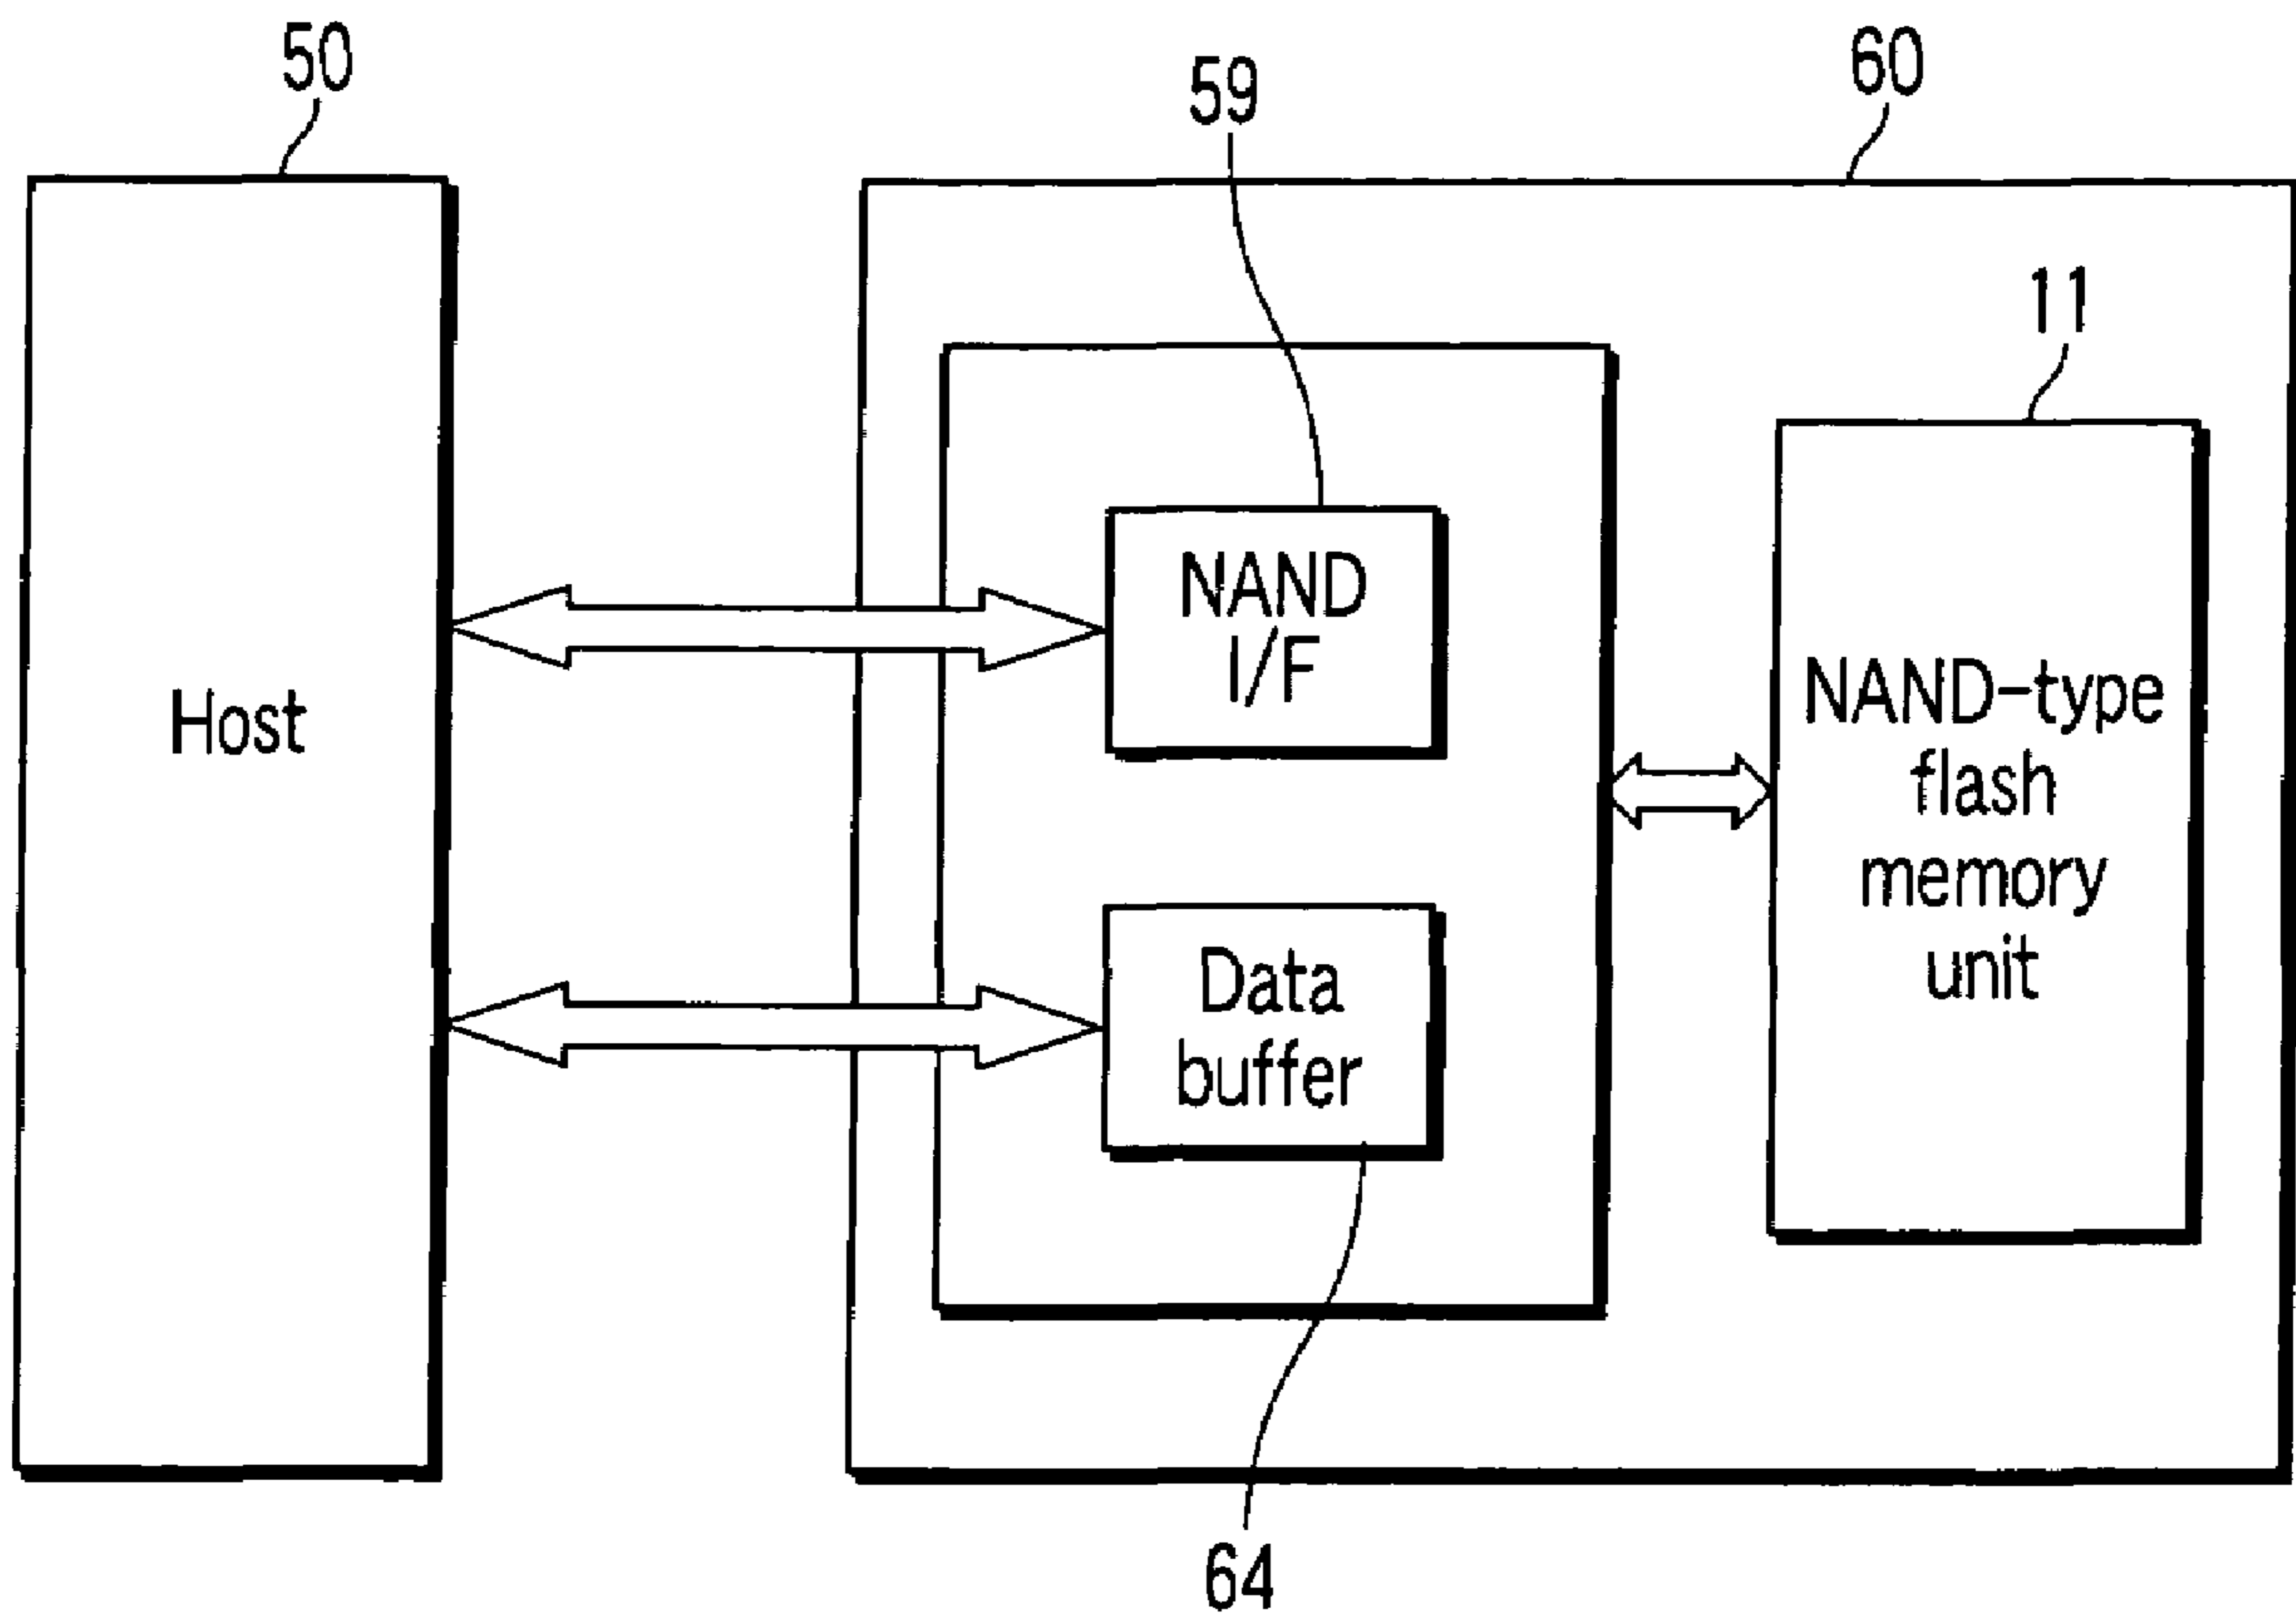 50
59
60
11
Host
NAND
I/F
NAND-type
flash
memory
unit
Data
buffer
64